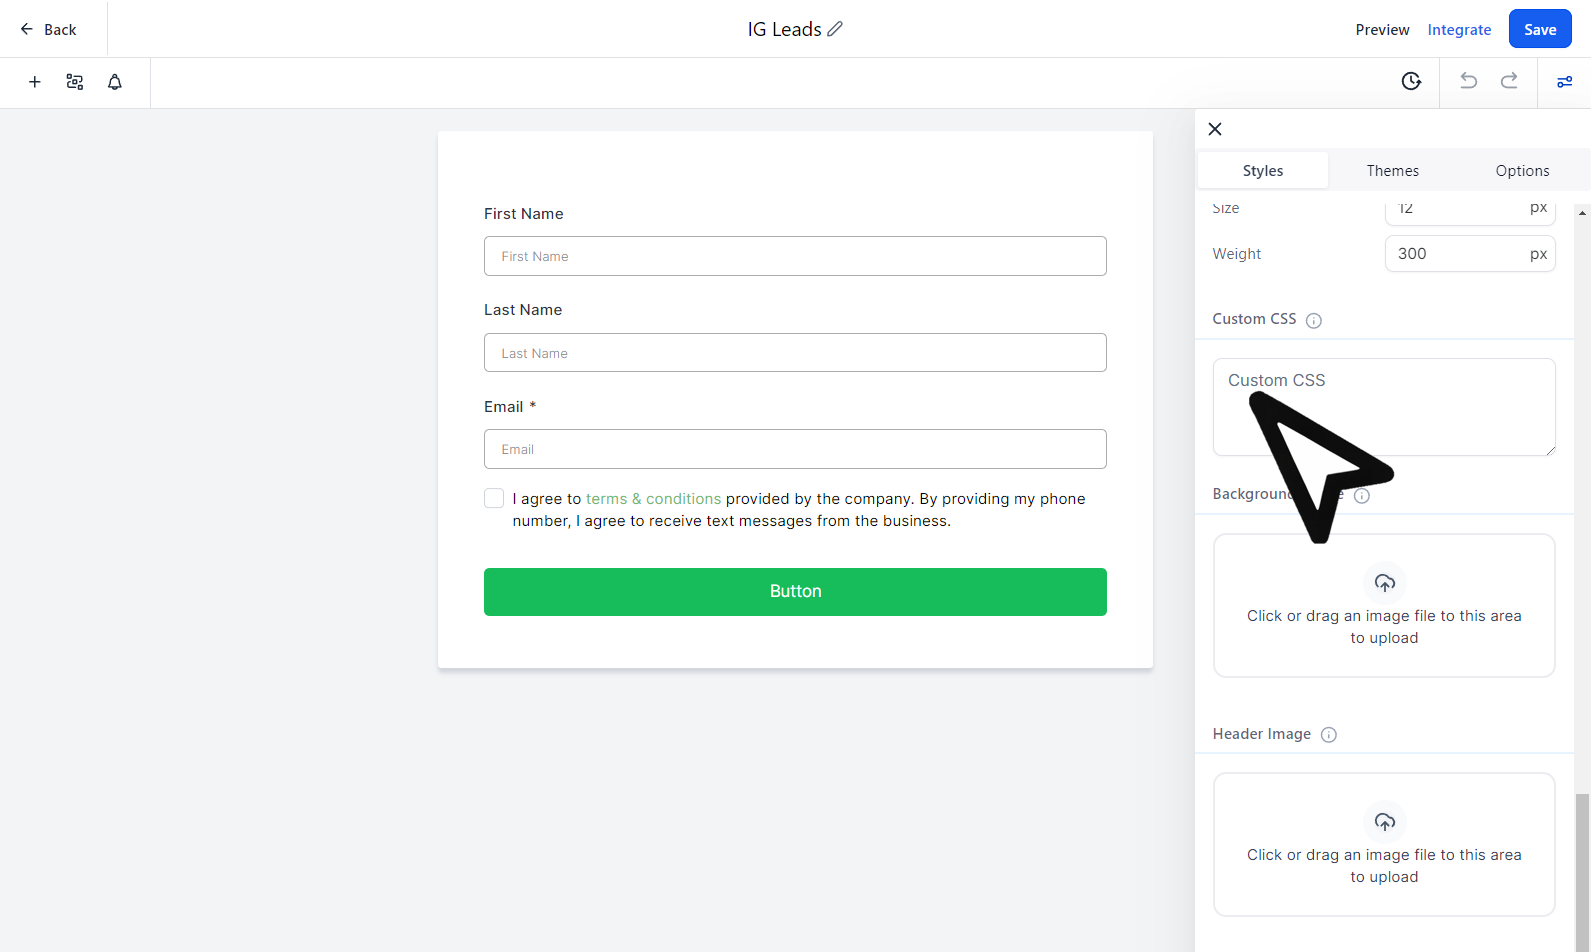 Back
IG Leads
Preview
Integrate
Save
Styles
Themes
Options
Size
12
px
Weight
300
px
Custom CSS
Custom CSS
Background
Click or drag an image file to this area
to upload
Header Image
Click or drag an image file to this area
to upload
First Name
First Name
Last Name
Last Name
Email *
Email
I agree to terms & conditions provided by the company. By providing my phone
number, I agree to receive text messages from the business.
Button